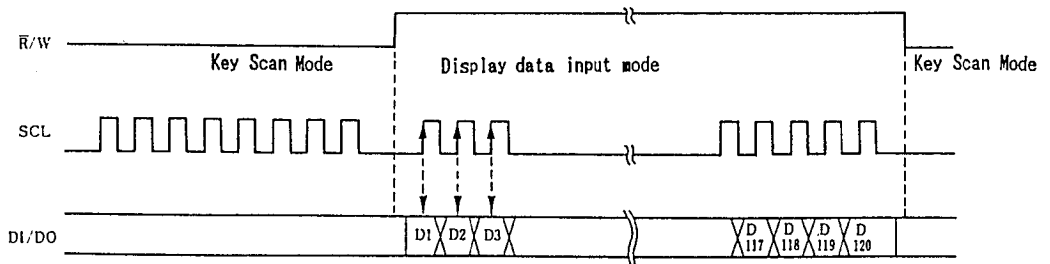 R̅/W
Key Scan Mode
Display data input mode
Key Scan Mode
SCL
DI/DO
D1
D2
D3
D
117
D
118
D
119
D
120